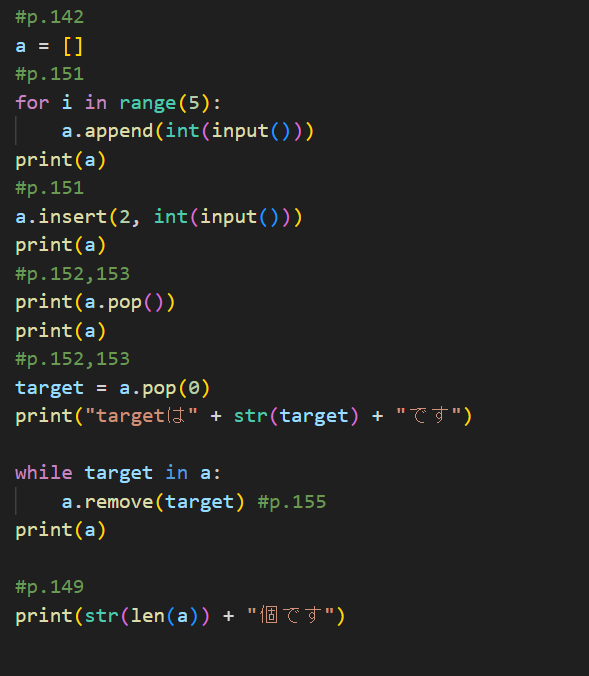 #p.142
a = []
#p.151
for i in range(5):
    a.append(int(input()))
print(a)
#p.151
a.insert(2, int(input()))
print(a)
#p.152,153
print(a.pop())
print(a)
#p.152,153
target = a.pop(0)
print("targetは" + str(target) + "です")

while target in a:
    a.remove(target) #p.155
print(a)

#p.149
print(str(len(a)) + "個です")